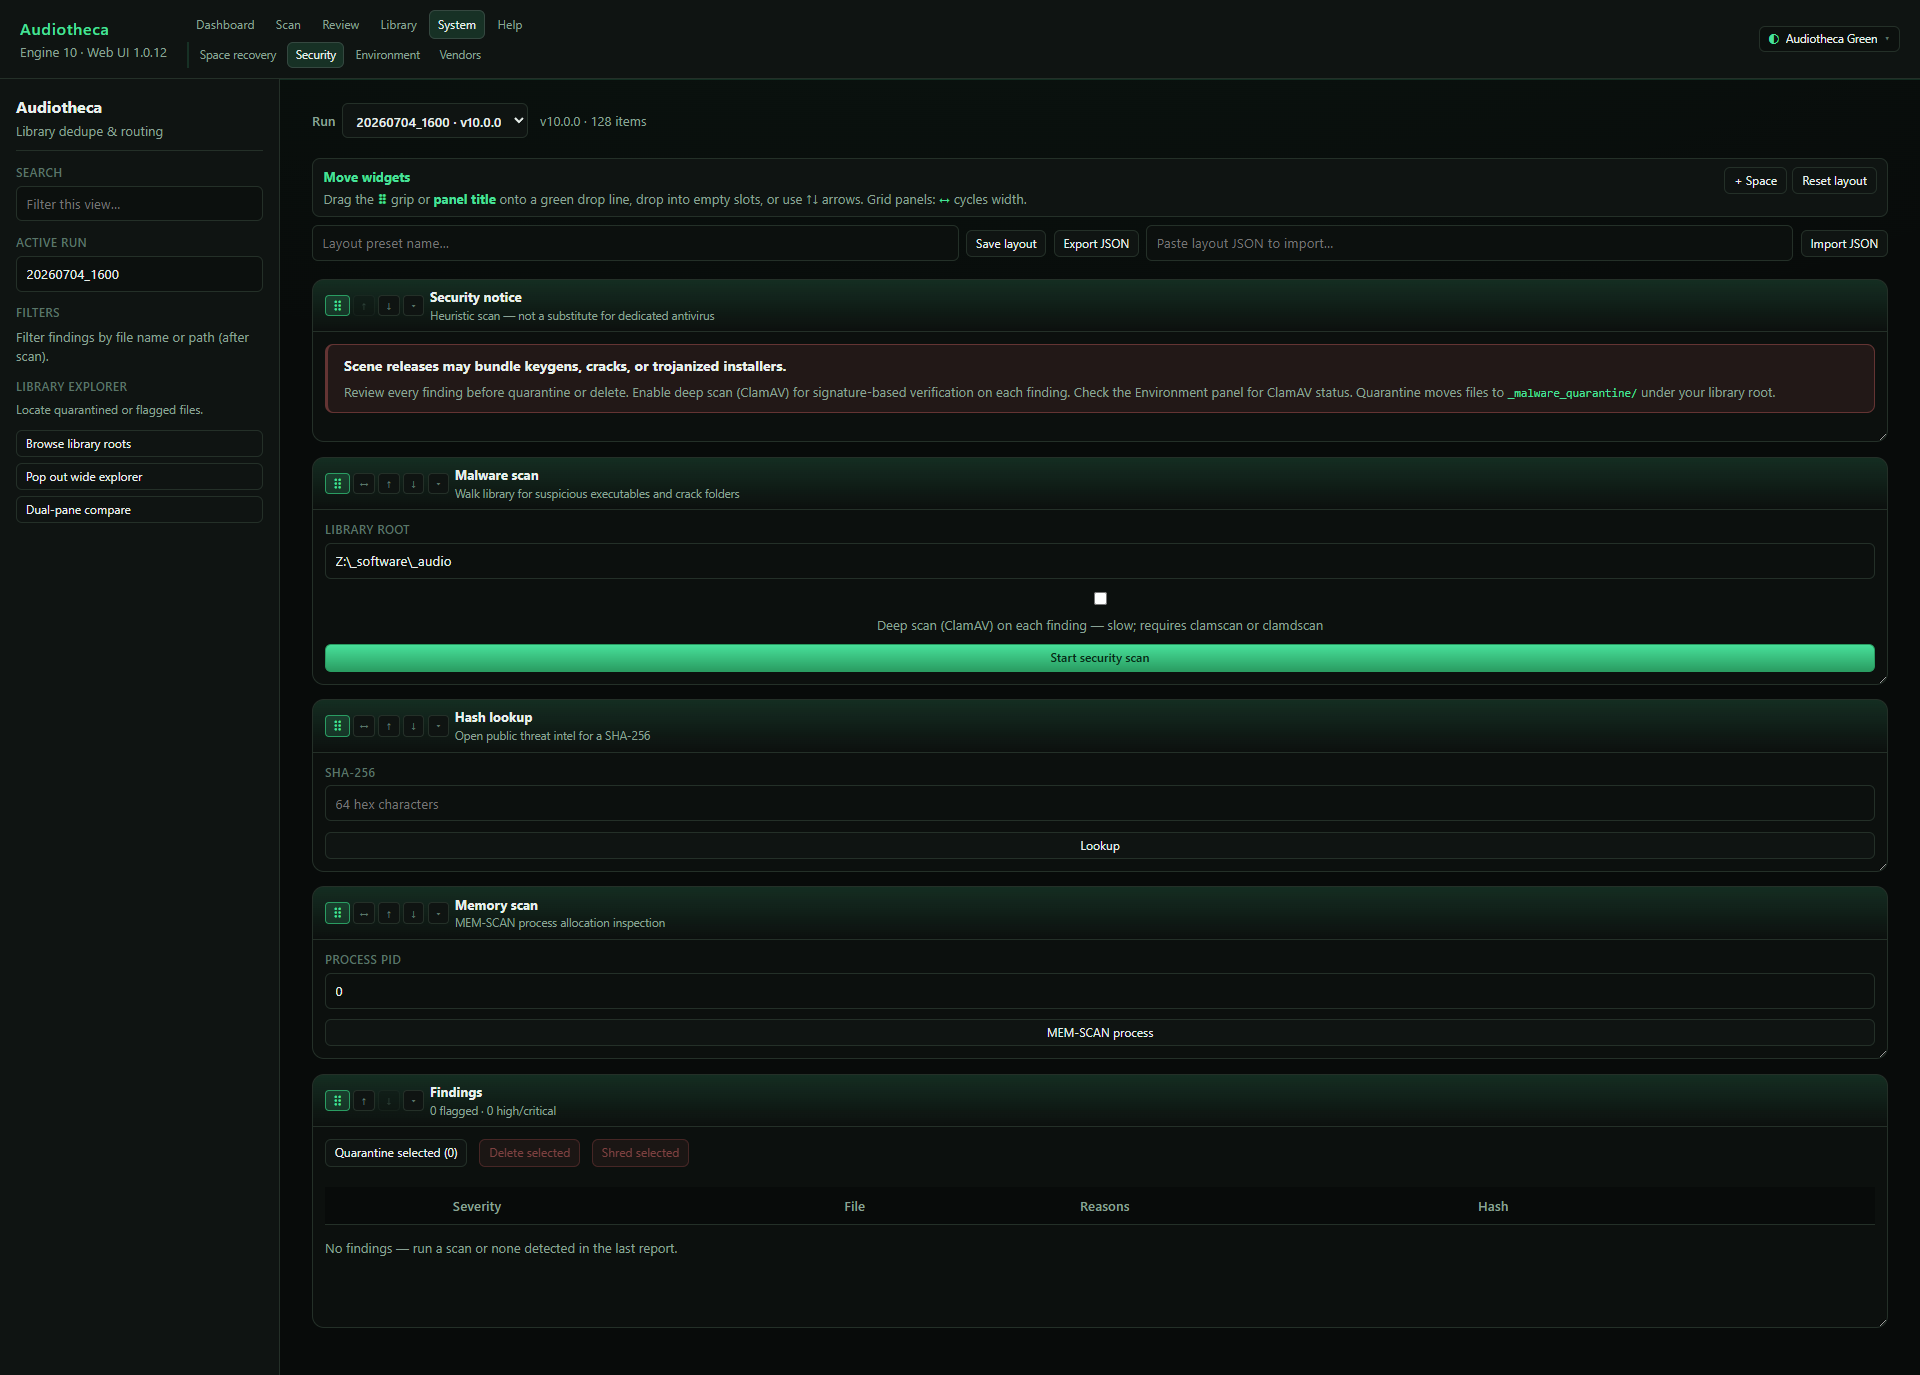 Audiotheca
Engine 10 · Web UI 1.0.12
Dashboard Scan Review Library System Help
Space recovery Security Environment Vendors
Audiotheca Green
Audiotheca
Library dedupe & routing
SEARCH
Filter this view...
ACTIVE RUN
20260704_1600
FILTERS
Filter findings by file name or path (after
scan).
LIBRARY EXPLORER
Locate quarantined or flagged files.
Browse library roots
Pop out wide explorer
Dual-pane compare
Run 20260704_1600 · v10.0.0 v10.0.0 · 128 items
Move widgets
Drag the ⠿ grip or panel title onto a green drop line, drop into empty slots, or use ↑↓ arrows. Grid panels: ↔ cycles width.
+ Space Reset layout
Layout preset name... Save layout Export JSON Paste layout JSON to import... Import JSON
Security notice
Heuristic scan — not a substitute for dedicated antivirus
Scene releases may bundle keygens, cracks, or trojanized installers.
Review every finding before quarantine or delete. Enable deep scan (ClamAV) for signature-based verification on each finding. Check the Environment panel for ClamAV status. Quarantine moves files to _malware_quarantine/ under your library root.
Malware scan
Walk library for suspicious executables and crack folders
LIBRARY ROOT
Z:\_software\_audio
Deep scan (ClamAV) on each finding — slow; requires clamscan or clamdscan
Start security scan
Hash lookup
Open public threat intel for a SHA-256
SHA-256
64 hex characters
Lookup
Memory scan
MEM-SCAN process allocation inspection
PROCESS PID
0
MEM-SCAN process
Findings
0 flagged · 0 high/critical
Quarantine selected (0) Delete selected Shred selected
Severity File Reasons Hash
No findings — run a scan or none detected in the last report.